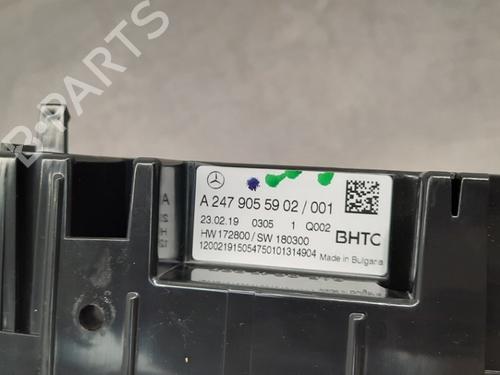 B-PARTS
A 247 905 59 02 / 001
23.02.19 0305 1 Q002
HW 172800 / SW 180300
BHTC
120021915054750101314904 Made in Bulgaria